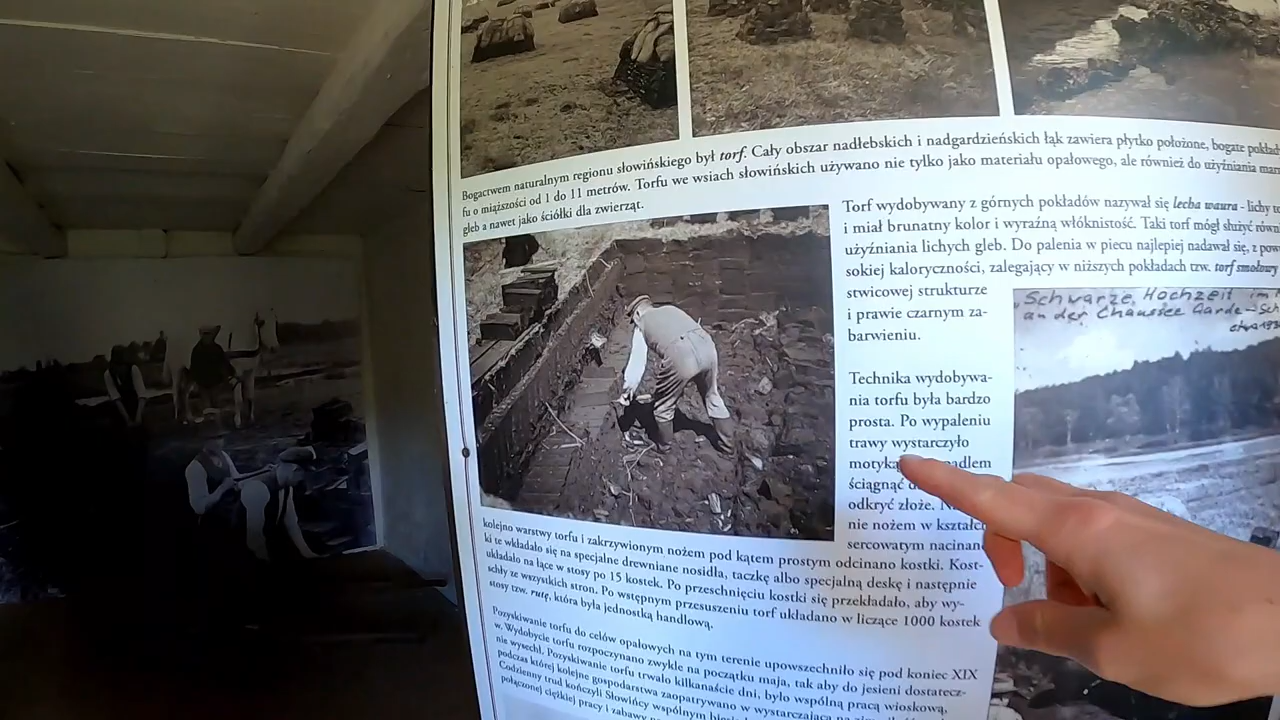 Bogactwem naturalnym regionu słowińskiego był torf. Cały obszar nadłebskich i nadgardzieńskich łąk zawiera płytko położone, bogate
fu o miąższości od 1 do 11 metrów. Torfu we wsiach słowińskich używano nie tylko jako materiału opałowego, ale również do użyźniania
gleb a nawet jako ściółki dla zwierząt.
Torf wydobywany z górnych pokładów nazywał się lecha waura - lichy
i miał brunatny kolor i wyraźną włóknistość. Taki torf mógł służyć
użyźniania lichych gleb. Do palenia w piecu najlepiej nadawał się, z
sokiej kaloryczności, zalegający w niższych pokładach tzw. torf smołowy
stwicowej strukturze
i prawie czarnym za-
barwieniu.
Schwarze Hochzeit im
an der Chaussee Garde-
Technika wydobywa-
nia torfu była bardzo
prosta. Po wypaleniu
trawy wystarczyło
motyką
ściągnąć
odkryć złoże.
nie nożem w kształcie
sercowatym nacinano
kolejno warstwy torfu i zakrzywionym nożem pod kątem prostym odcinano kostki. Kost-
ki te wkładało się na specjalne drewniane nosidła, taczkę albo specjalną deskę i następnie
układało na łące w stosy po 15 kostek. Po przeschnięciu kostki się przekładało, aby wy-
schły ze wszystkich stron. Po wstępnym przesuszeniu torf układano w liczące 1000 kostek
stosy tzw. rutę, która była jednostką handlową.
Pozyskiwanie torfu do celów opałowych na tym terenie upowszechniło się pod koniec XIX
w. Wydobycie torfu rozpoczynano zwykle na początku maja, tak aby do jesieni dostatecz-
nie wysechł. Pozyskiwanie torfu trwało kilkanaście dni, było wspólną pracą wioskową,
podczas której kolejne gospodarstwa zaopatrywano w wystarczającą na
Codzienny trud kończyli Słowińcy wspólnym
połączonej ciężkiej pracy i zabawy